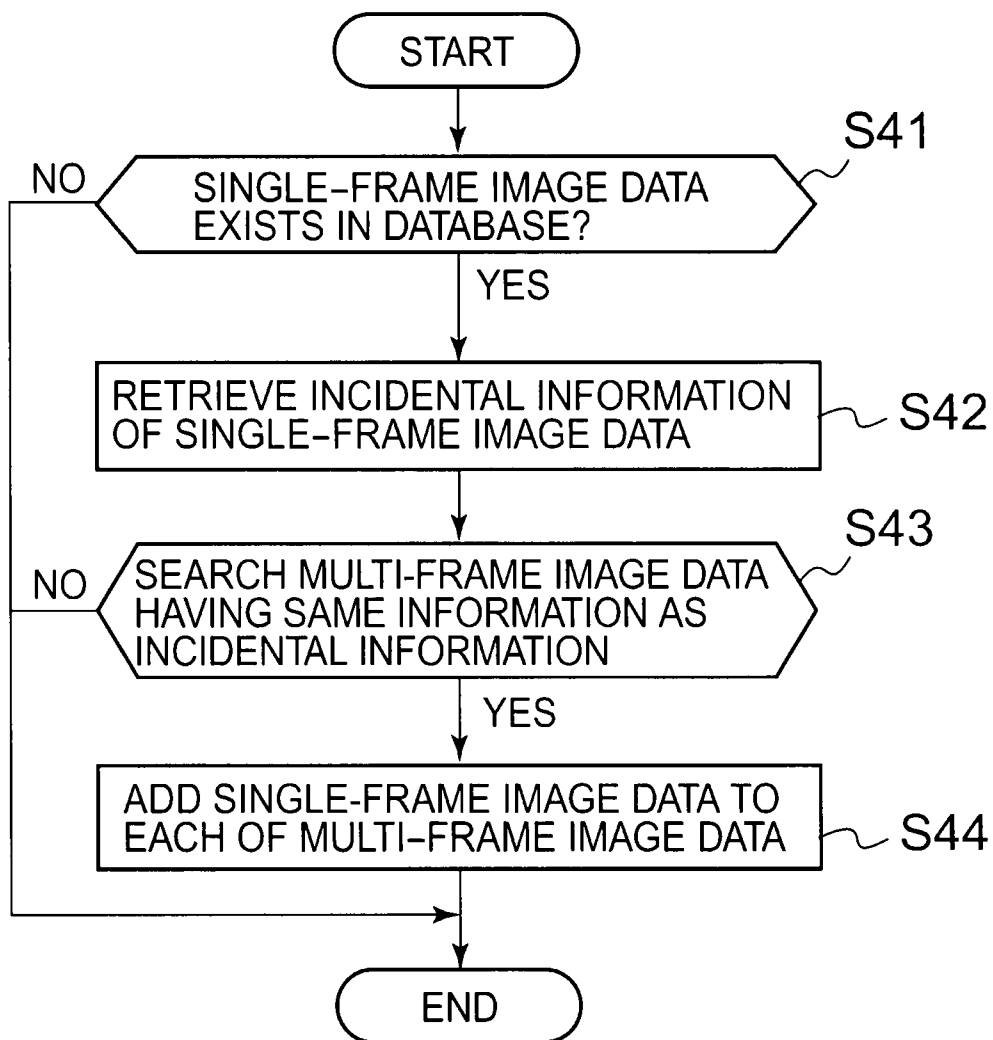 START
S41
NO
SINGLE-FRAME IMAGE DATA
EXISTS IN DATABASE?
YES
RETRIEVE INCIDENTAL INFORMATION
OF SINGLE-FRAME IMAGE DATA
S42
S43
NO
SEARCH MULTI-FRAME IMAGE DATA
HAVING SAME INFORMATION AS
INCIDENTAL INFORMATION
YES
ADD SINGLE-FRAME IMAGE DATA TO
EACH OF MULTI-FRAME IMAGE DATA
S44
END